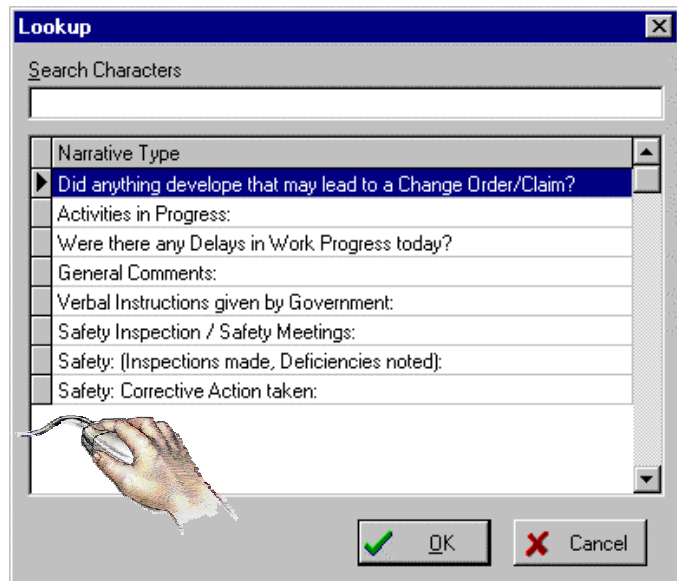 Lookup
Search Characters
Narrative Type
Did anything develope that may lead to a Change Order/Claim?
Activities in Progress:
Were there any Delays in Work Progress today?
General Comments:
Verbal Instructions given by Government:
Safety Inspection / Safety Meetings:
Safety: (Inspections made, Deficiencies noted):
Safety: Corrective Action taken:
OK Cancel